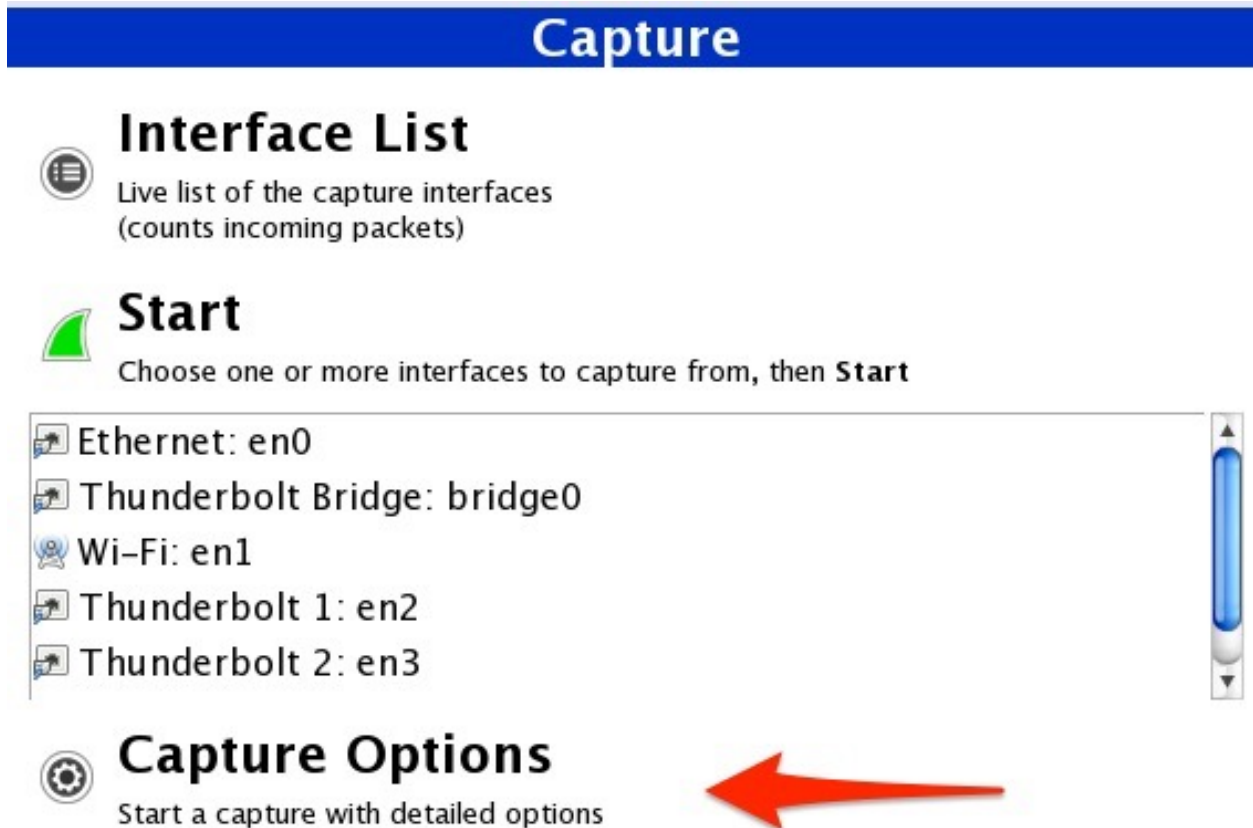 Capture
Interface List
Live list of the capture interfaces
(counts incoming packets)
Start
Choose one or more interfaces to capture from, then Start
Ethernet: en0
Thunderbolt Bridge: bridge0
Wi-Fi: en1
Thunderbolt 1: en2
Thunderbolt 2: en3
Capture Options
Start a capture with detailed options